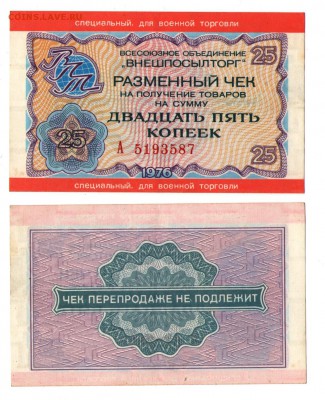 COINS.LAVE.RU
специальный. для военной торговли
25 ВСЕСОЮЗНОЕ ОБЪЕДИНЕНИЕ 25
"ВНЕШПОСЫЛТОРГ"
РАЗМЕННЫЙ ЧЕК
НА ПОЛУЧЕНИЕ ТОВАРОВ
НА СУММУ
ДВАДЦАТЬ ПЯТЬ
КОПЕЕК
25 А 5193587 25
1976
специальный. для военной торговли
ЧЕК ПЕРЕПРОДАЖЕ НЕ ПОДЛЕЖИТ